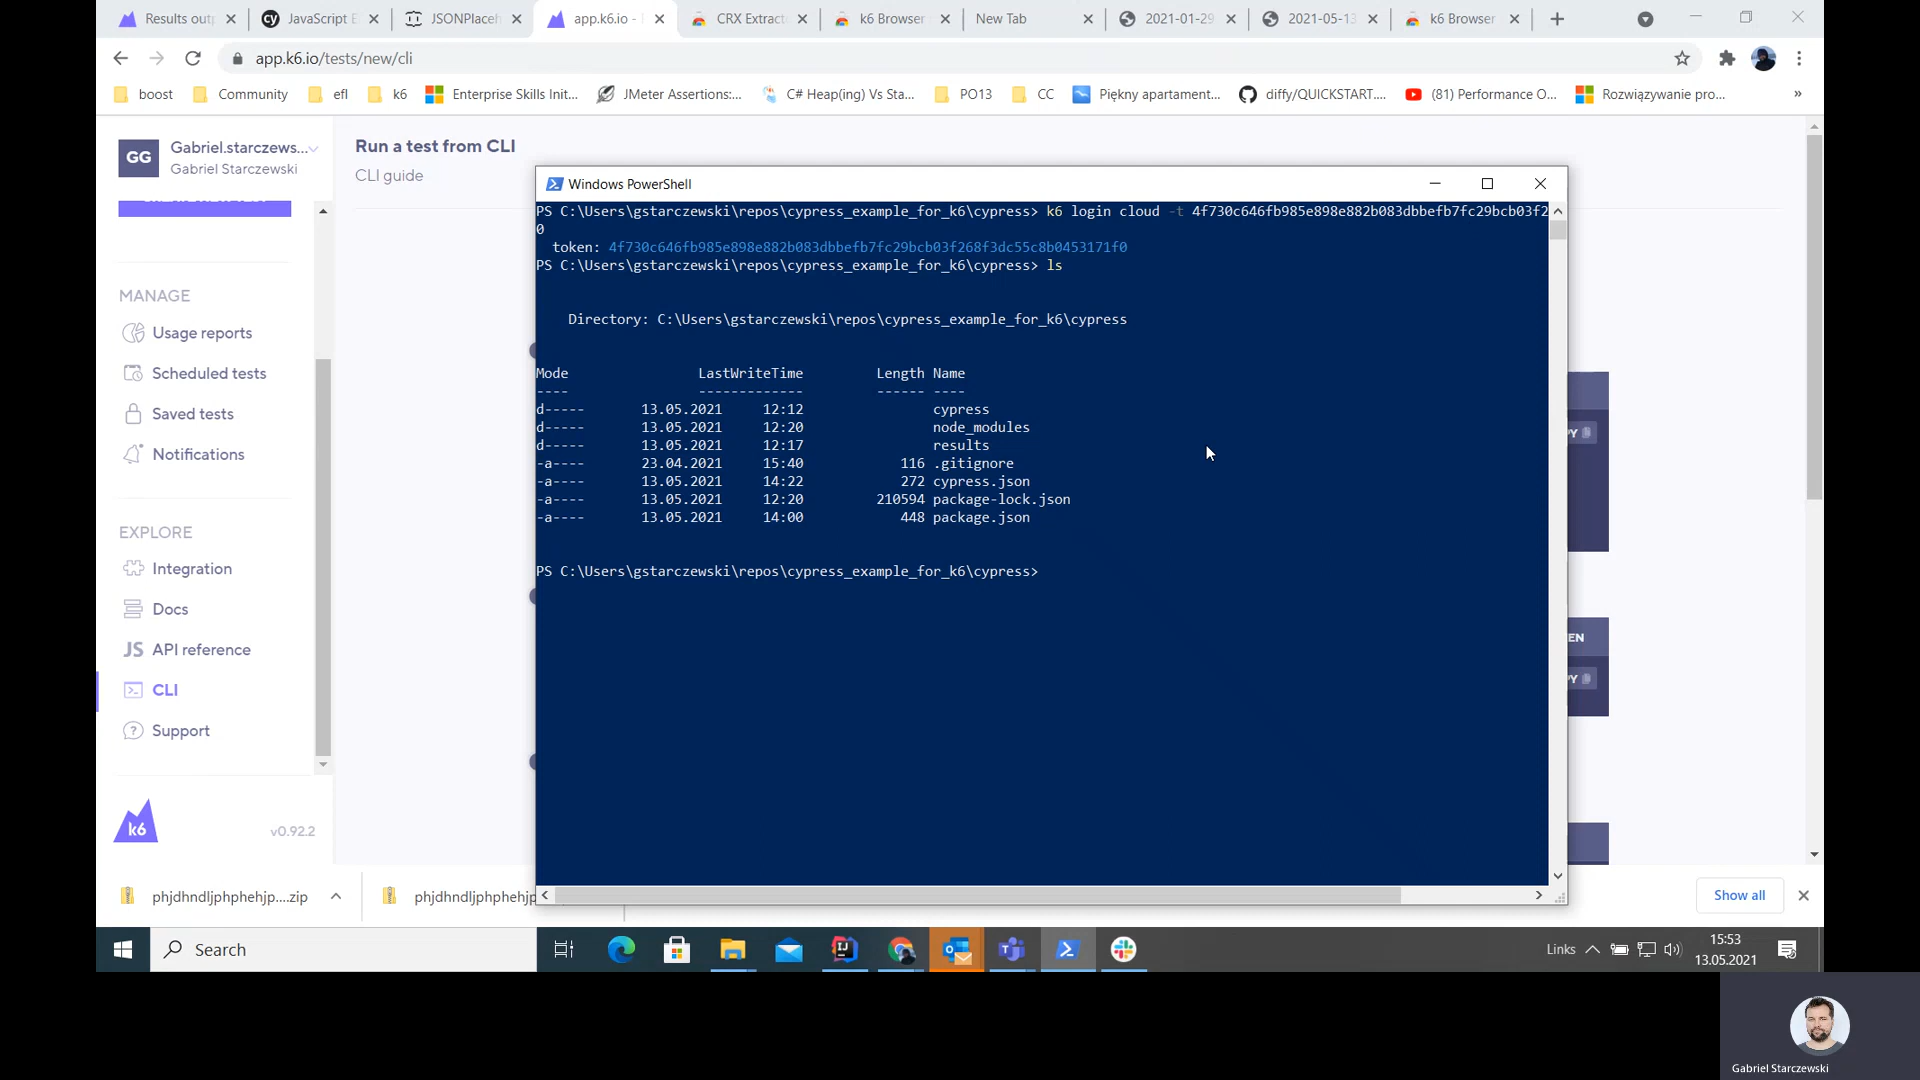 Results out
JavaScript E
JSONPlaceh
app.k6.io -
CRX Extract
k6 Browser
New Tab
2021-01-29
2021-05-13
k6 Browser
app.k6.io/tests/new/cli
boost
Community
efl
k6
Enterprise Skills Init...
JMeter Assertions:...
C# Heap(ing) Vs Sta...
PO13
CC
Piękny apartament...
diffy/QUICKSTART....
(81) Performance O...
Rozwiązywanie pro...
»
GG
Gabriel.starczews...
Gabriel Starczewski
MANAGE
Usage reports
Scheduled tests
Saved tests
Notifications
EXPLORE
Integration
Docs
JS API reference
CLI
Support
k6
v0.92.2
Run a test from CLI
CLI guide
Windows PowerShell
PS C:\Users\gstarczewski\repos\cypress_example_for_k6\cypress> k6 login cloud -t 4f730c646fb985e898e882b083dbbefb7fc29bcb03f2
0
token: 4f730c646fb985e898e882b083dbbefb7fc29bcb03f268f3dc55c8b0453171f0
PS C:\Users\gstarczewski\repos\cypress_example_for_k6\cypress> ls
Directory: C:\Users\gstarczewski\repos\cypress_example_for_k6\cypress
Mode LastWriteTime Length Name
---- ------------- ------ ----
d----- 13.05.2021 12:12 cypress
d----- 13.05.2021 12:20 node_modules
d----- 13.05.2021 12:17 results
-a---- 23.04.2021 15:40 116 .gitignore
-a---- 13.05.2021 14:22 272 cypress.json
-a---- 13.05.2021 12:20 210594 package-lock.json
-a---- 13.05.2021 14:00 448 package.json
PS C:\Users\gstarczewski\repos\cypress_example_for_k6\cypress>
PY
EN
PY
phjdhndljphphehjp....zip
phjdhndljphphehjp
Show all
Search
Links
15:53
13.05.2021
Gabriel Starczewski